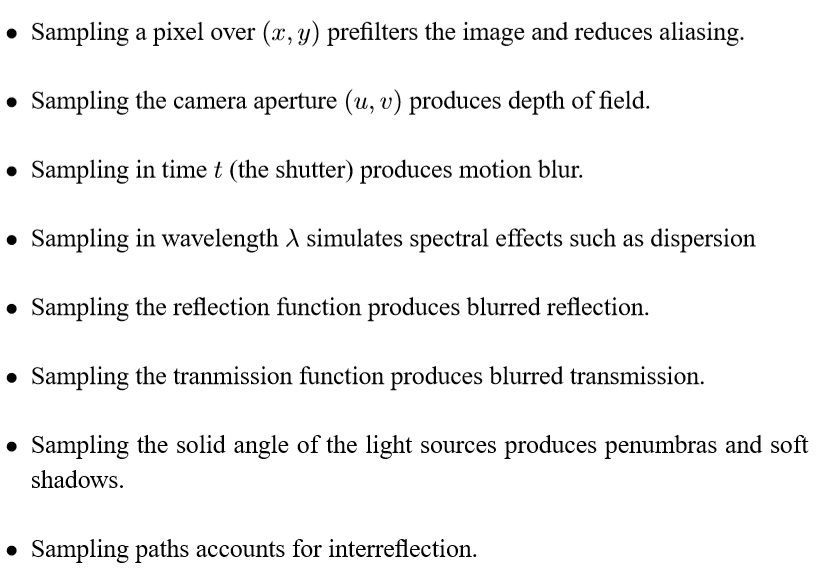 • Sampling a pixel over (x, y) prefilters the image and reduces aliasing.
• Sampling the camera aperture (u, v) produces depth of field.
• Sampling in time t (the shutter) produces motion blur.
• Sampling in wavelength λ simulates spectral effects such as dispersion
• Sampling the reflection function produces blurred reflection.
• Sampling the tranmission function produces blurred transmission.
• Sampling the solid angle of the light sources produces penumbras and soft
shadows.
• Sampling paths accounts for interreflection.